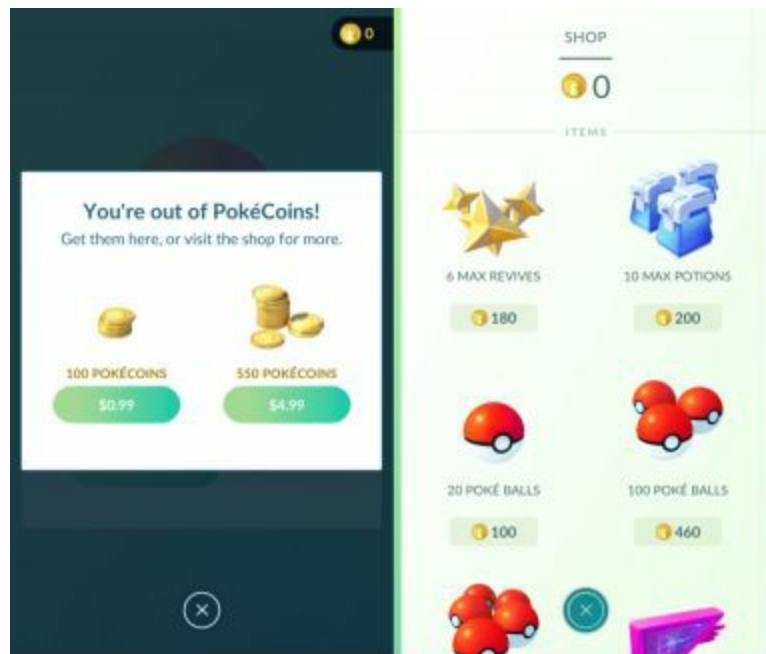 0
You're out of PokéCoins!
Get them here, or visit the shop for more.
100 POKÉCOINS
550 POKÉCOINS
$0.99
$4.99
SHOP
0
ITEMS
6 MAX REVIVES
10 MAX POTIONS
180
200
20 POKÉ BALLS
100 POKÉ BALLS
100
460